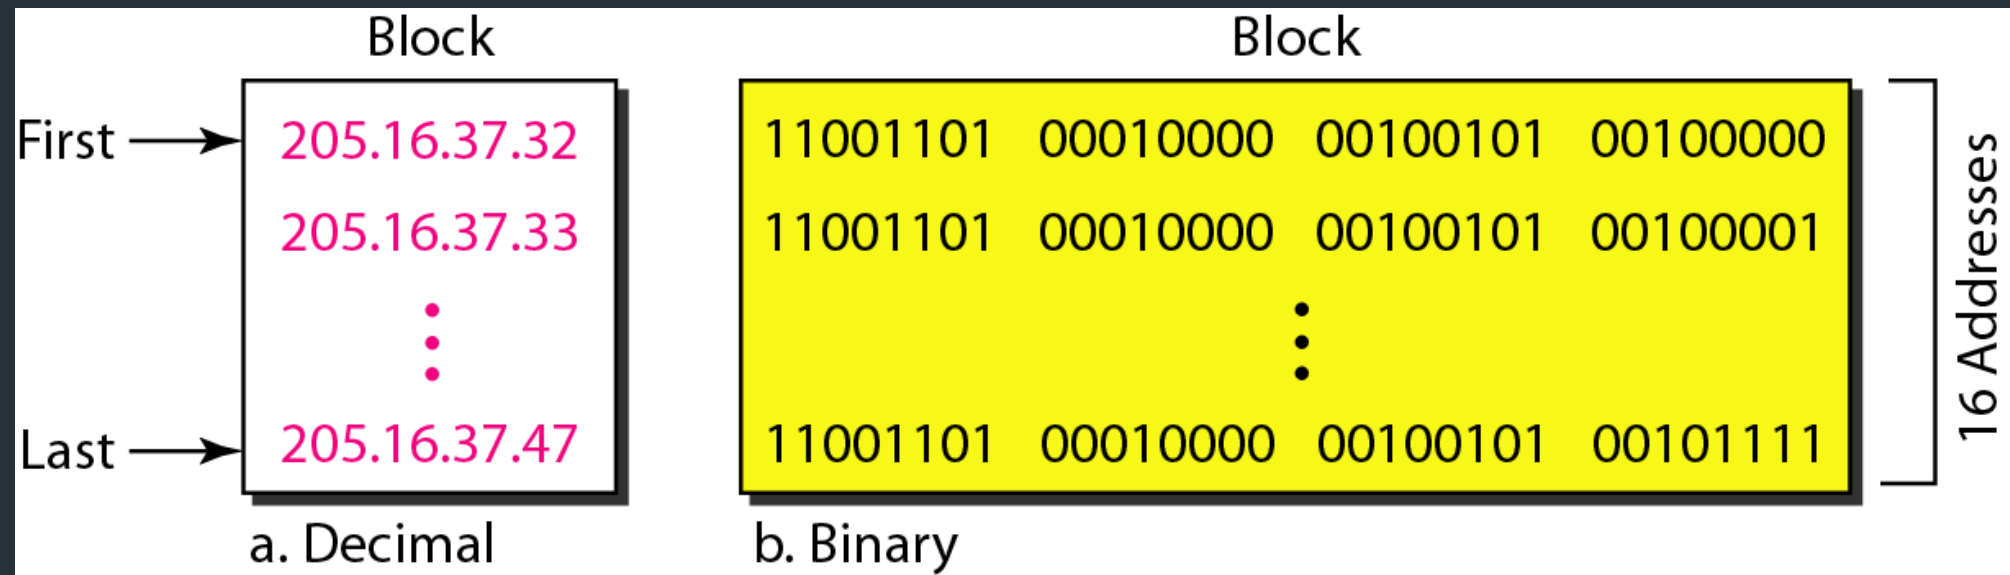 Block Block
First 205.16.37.32 11001101 00010000 00100101 00100000
205.16.37.33 11001101 00010000 00100101 00100001
Last 205.16.37.47 11001101 00010000 00100101 00101111
16 Addresses
a. Decimal b. Binary